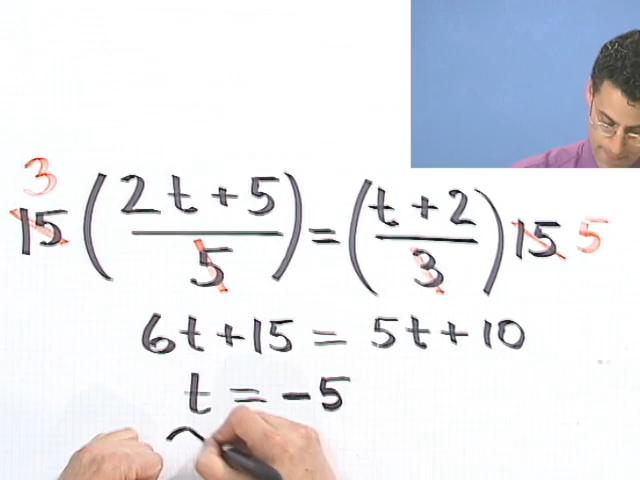 3
15 ( 2t+5 / 5 ) = ( t+2 / 3 ) 15 5
6t+15 = 5t+10
t = -5